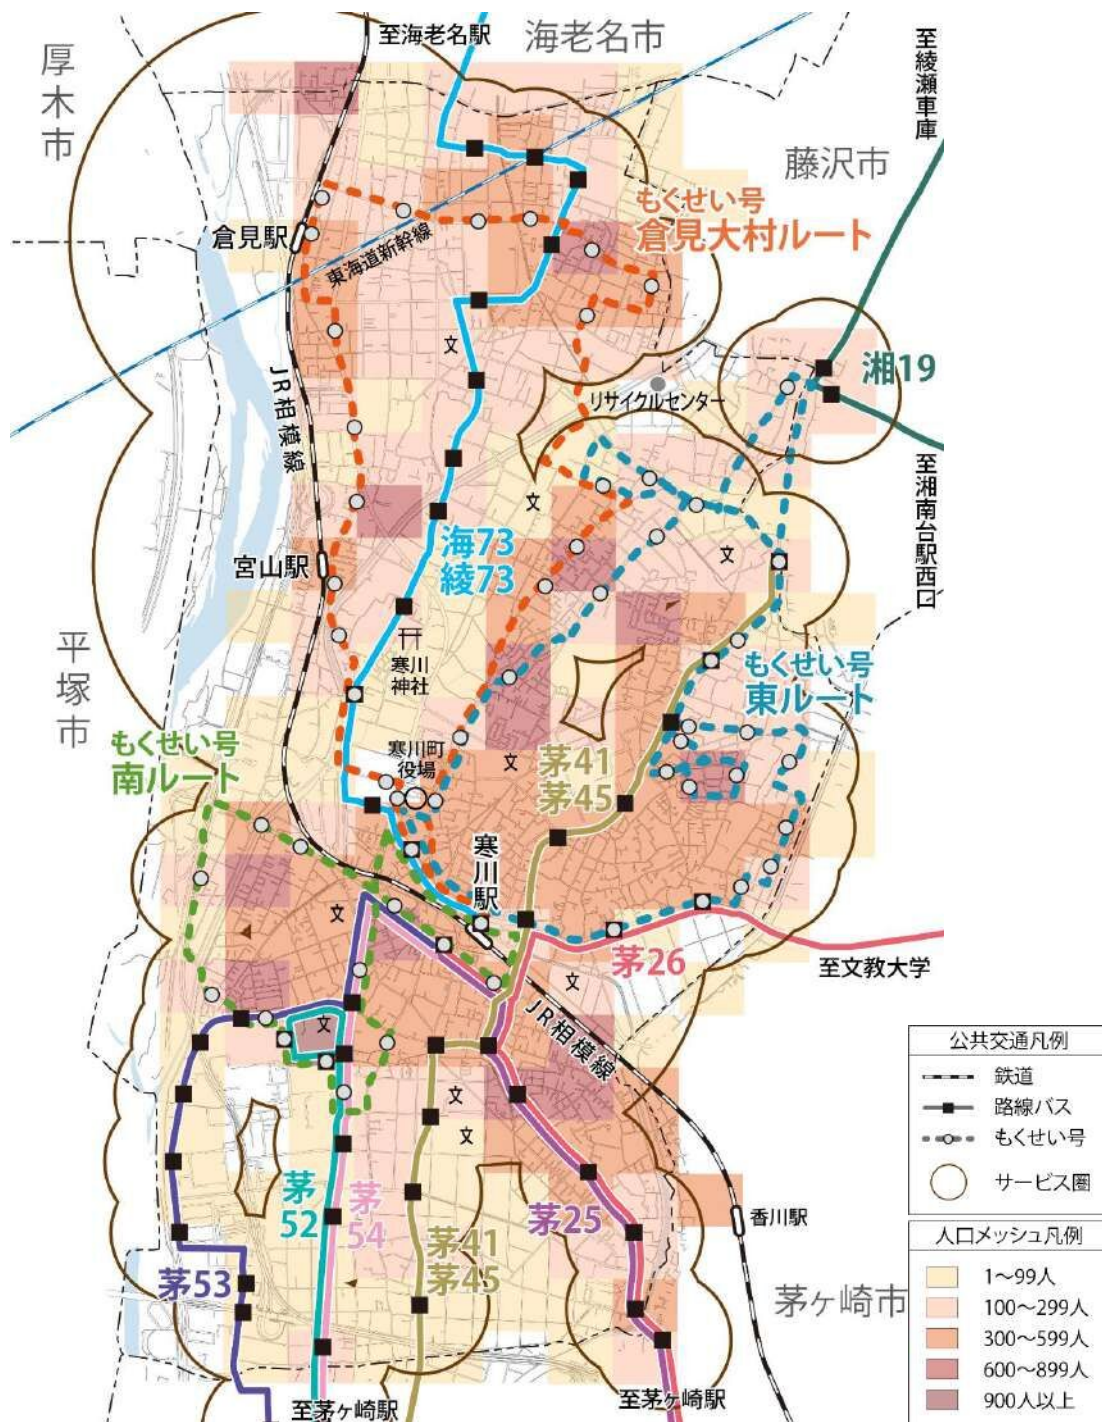 至海老名駅
海老名市
厚木市
至綾瀬車庫
藤沢市
もくせい号
倉見大村ルート
倉見駅
東海道新幹線
文
湘19
リサイクルセンター
JR相模線
文
至湘南台駅西口
海73
綾73
文
宮山駅
寒川
神社
平塚市
もくせい号
東ルート
もくせい号
南ルート
寒川町
役場
文
茅41
茅45
寒川駅
文
茅26
至文教大学
文
JR相模線
文
文
文
茅
52
茅
54
茅25
香川駅
茅53
茅41
茅45
茅ヶ崎市
至茅ヶ崎駅
至茅ヶ崎駅
公共交通凡例
鉄道
路線バス
もくせい号
サービス圏
人口メッシュ凡例
1～99人
100～299人
300～599人
600～899人
900人以上